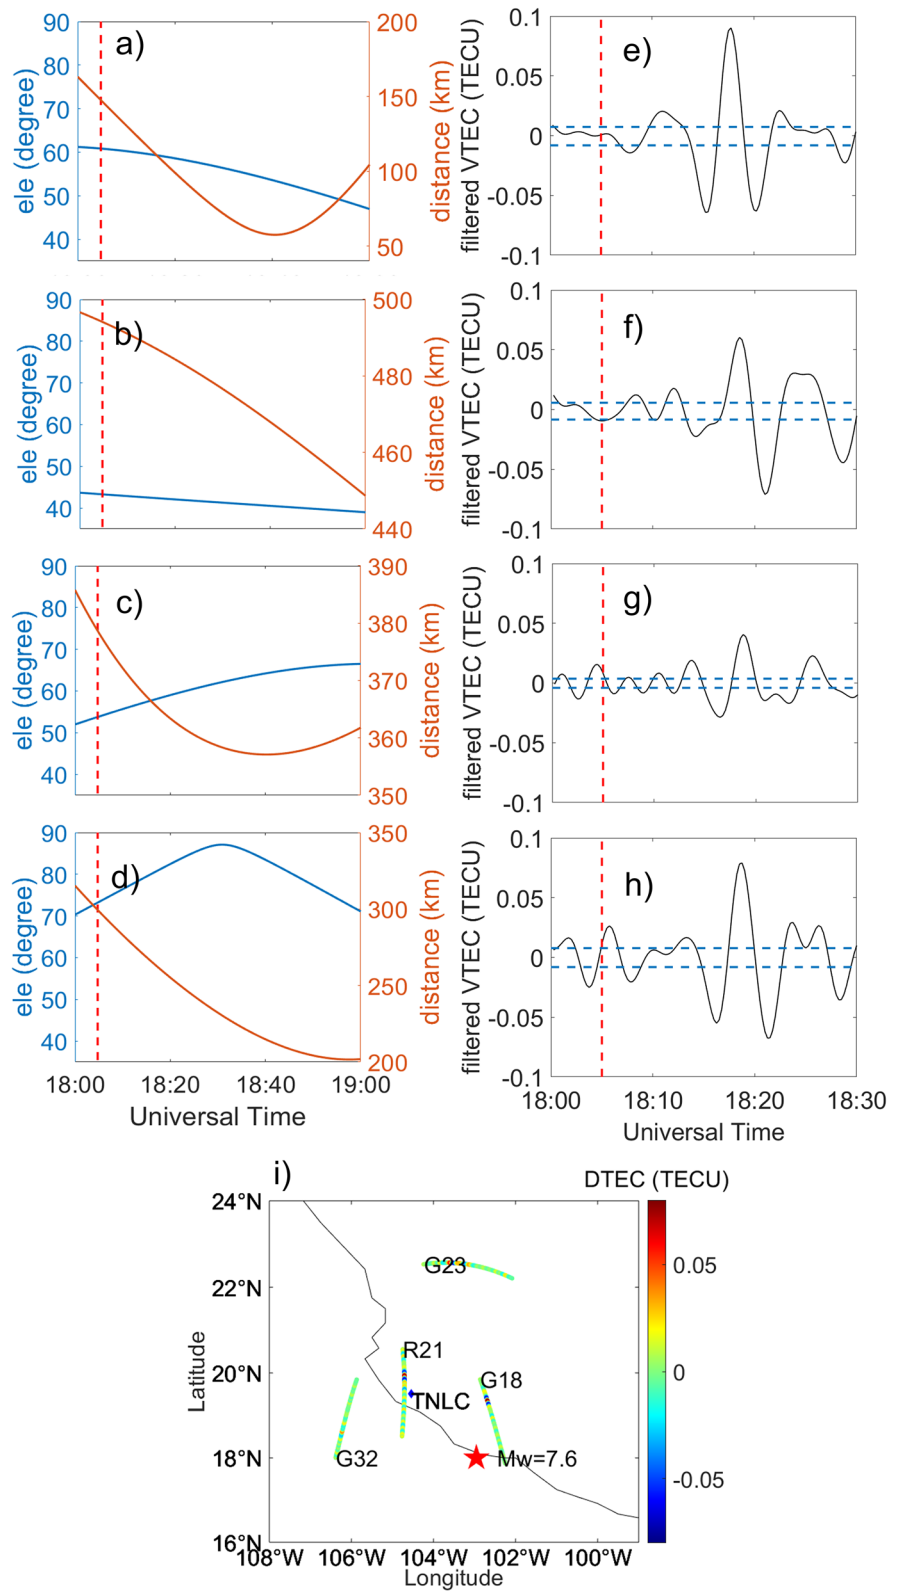 a)
90
80
70
60
50
40
ele (degree)
200
150
100
50
distance (km)
e)
0.1
0.05
0
-0.05
-0.1
filtered VTEC (TECU)
b)
90
80
70
60
50
40
ele (degree)
500
480
460
440
distance (km)
f)
0.1
0.05
0
-0.05
-0.1
filtered VTEC (TECU)
c)
90
80
70
60
50
40
ele (degree)
390
380
370
360
350
distance (km)
g)
0.1
0.05
0
-0.05
-0.1
filtered VTEC (TECU)
d)
90
80
70
60
50
40
ele (degree)
350
300
250
200
distance (km)
18:00 18:20 18:40 19:00
Universal Time
h)
0.1
0.05
0
-0.05
-0.1
filtered VTEC (TECU)
18:00 18:10 18:20 18:30
Universal Time
i)
DTEC (TECU)
24°N
22°N
20°N
18°N
16°N
Latitude
G23
R21
G18
TNLC
G32
Mw=7.6
0.05
0
-0.05
108°W 106°W 104°W 102°W 100°W
Longitude